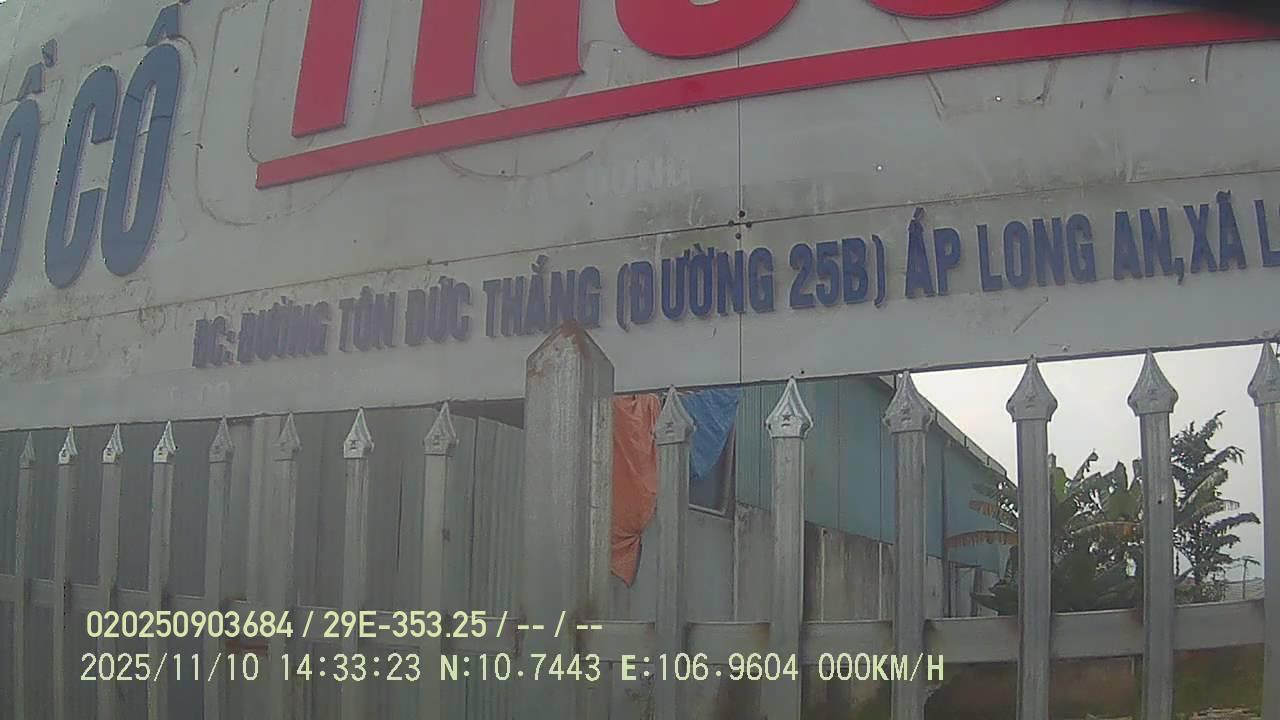 CÔ
ĐC: ĐƯỜNG TÔN ĐỨC THẮNG (ĐƯỜNG 25B) ẤP LONG AN, XÃ L
020250903684 / 29E-353.25 / -- / --
2025/11/10 14:33:23 N:10.7443 E:106.9604 000KM/H